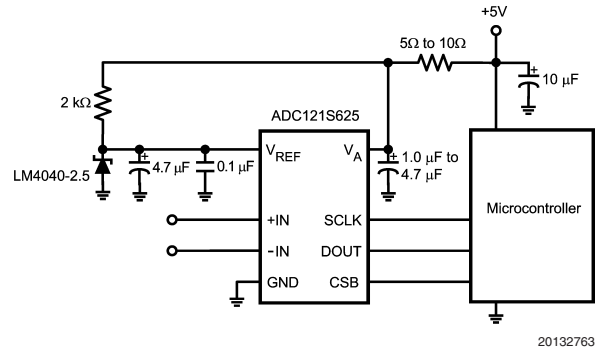 +5V
5Ω to 10Ω
+
10 µF
2 kΩ
ADC121S625
VREF
VA
+
4.7 µF
0.1 µF
+
1.0 µF to
4.7 µF
LM4040-2.5
Microcontroller
+IN
SCLK
−IN
DOUT
GND
CSB
20132763